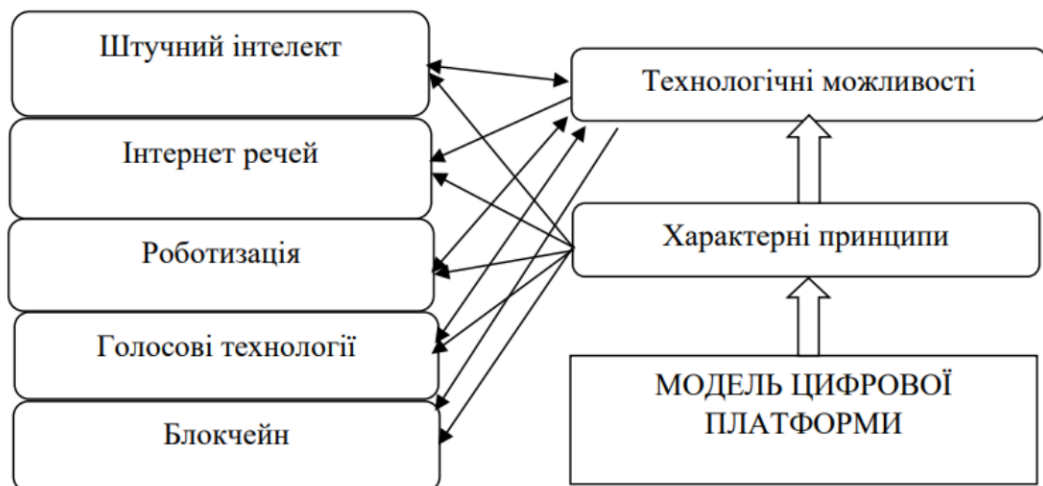 Штучний інтелект
Інтернет речей
Роботизація
Голосові технології
Блокчейн
Технологічні можливості
Характерні принципи
МОДЕЛЬ ЦИФРОВОЇ
ПЛАТФОРМИ